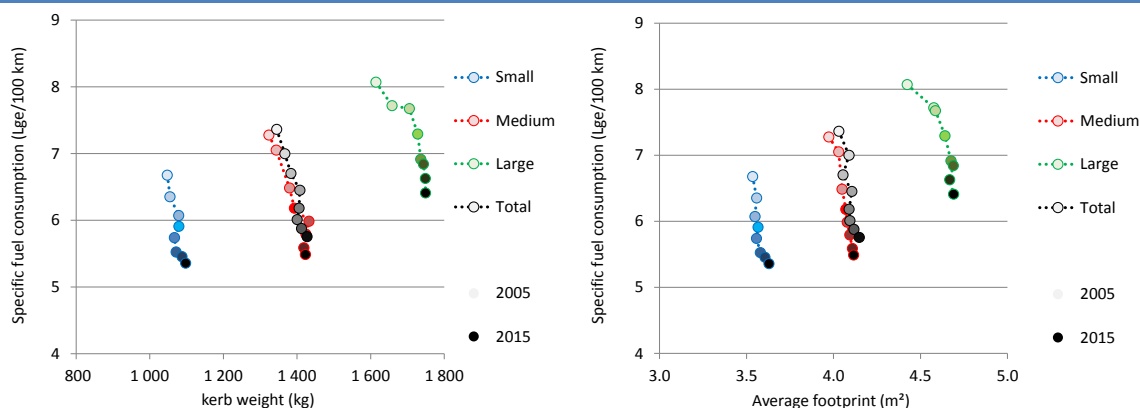 Specific fuel consumption (Lge/100 km)
9
8
7
6
5
4
800
1 000
1 200
1 400
1 600
1 800
kerb weight (kg)
Small
Medium
Large
Total
2005
2015
Specific fuel consumption (Lge/100 km)
9
8
7
6
5
4
3.0
3.5
4.0
4.5
5.0
Average footprint (m²)
Small
Medium
Large
Total
2005
2015